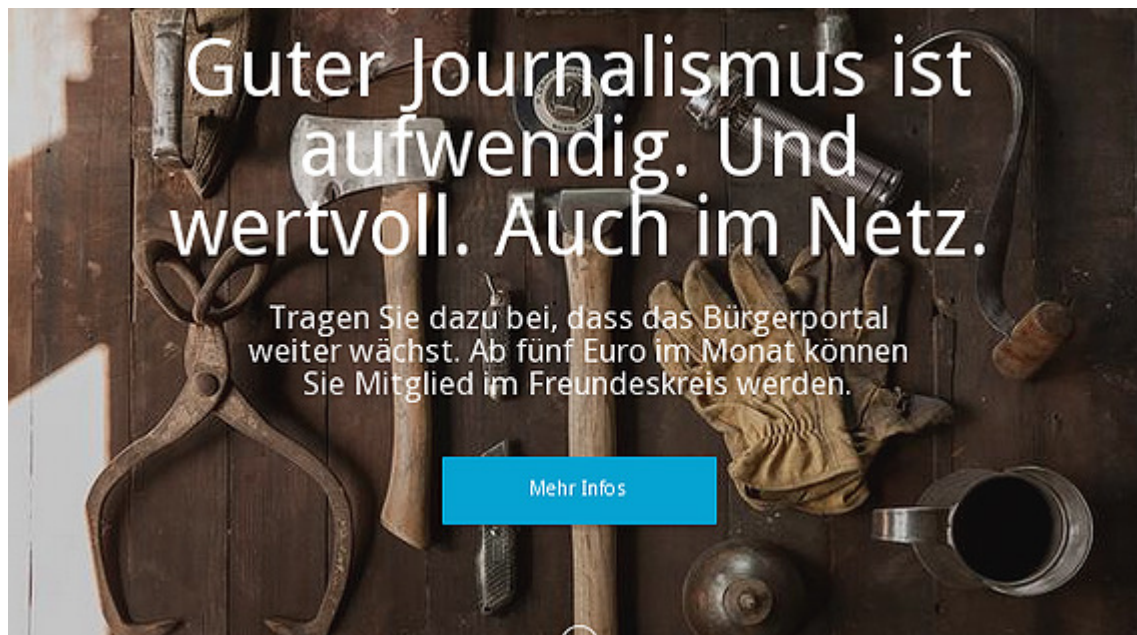 Guter Journalismus ist
aufwendig. Und
wertvoll. Auch im Netz.
Tragen Sie dazu bei, dass das Bürgerportal
weiter wächst. Ab fünf Euro im Monat können
Sie Mitglied im Freundeskreis werden.
Mehr Infos